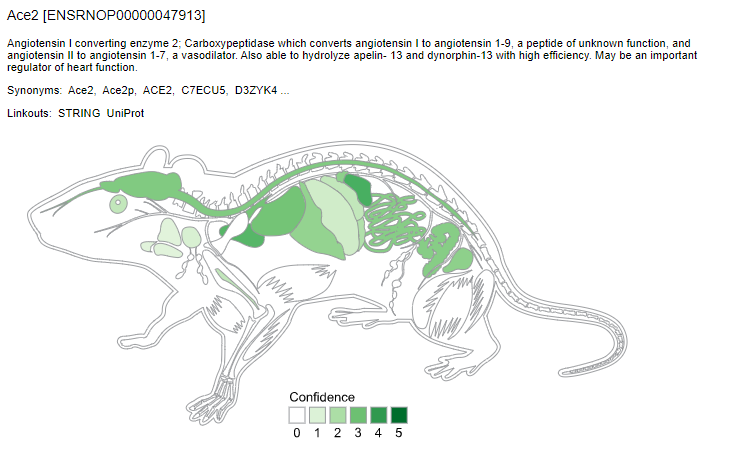 Ace2 [ENSRNOP00000047913]
Angiotensin I converting enzyme 2; Carboxypeptidase which converts angiotensin I to angiotensin 1-9, a peptide of unknown function, and
angiotensin II to angiotensin 1-7, a vasodilator. Also able to hydrolyze apelin- 13 and dynorphin-13 with high efficiency. May be an important
regulator of heart function.
Synonyms: Ace2, Ace2p, ACE2, C7ECU5, D3ZYK4 ...
Linkouts: STRING UniProt
Confidence
0 1 2 3 4 5